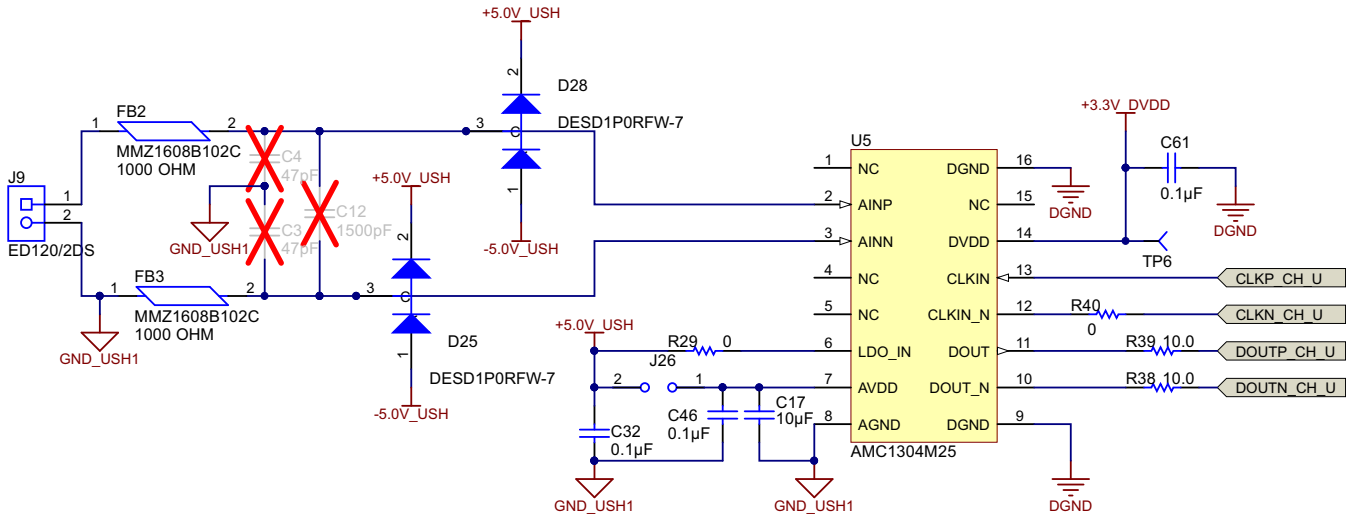 +5.0V_USH
2
D28
C
DESD1P0RFW-7
3
1
-5.0V_USH
FB2
1
2
MMZ1608B102C
1000 OHM
C4
47pF
J9
1
2
ED120/2DS
GND_USH1
C3
47pF
C12
1500pF
+5.0V_USH
2
3
C
1
D25
DESD1P0RFW-7
-5.0V_USH
FB3
1
2
MMZ1608B102C
1000 OHM
GND_USH1
U5
1 NC
2 AINP
3 AINN
4 NC
5 NC
6 LDO_IN
7 AVDD
8 AGND
DGND 16
NC 15
DVDD 14
CLKIN 13
CLKIN_N 12
DOUT 11
DOUT_N 10
DGND 9
AMC1304M25
+5.0V_USH
R29 0
J26
2
1
C32
0.1µF
C46
0.1µF
C17
10µF
GND_USH1
GND_USH1
+3.3V_DVDD
C61
0.1µF
DGND
DGND
TP6
CLKP_CH_U
R40
0
CLKN_CH_U
R39 10.0
DOUTP_CH_U
R38 10.0
DOUTN_CH_U
DGND